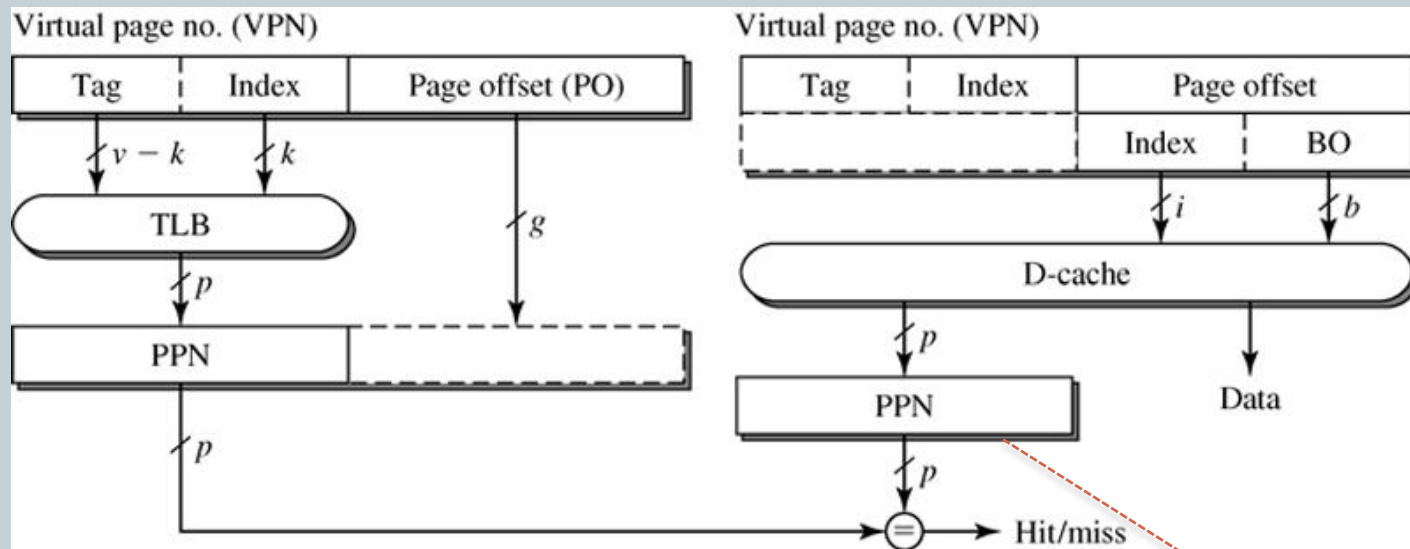 Virtual page no. (VPN)
Tag Index Page offset (PO)
v − k k
TLB
g
p
PPN
p
Virtual page no. (VPN)
Tag Index Page offset
Index BO
i b
D-cache
p
PPN Data
p
= Hit/miss